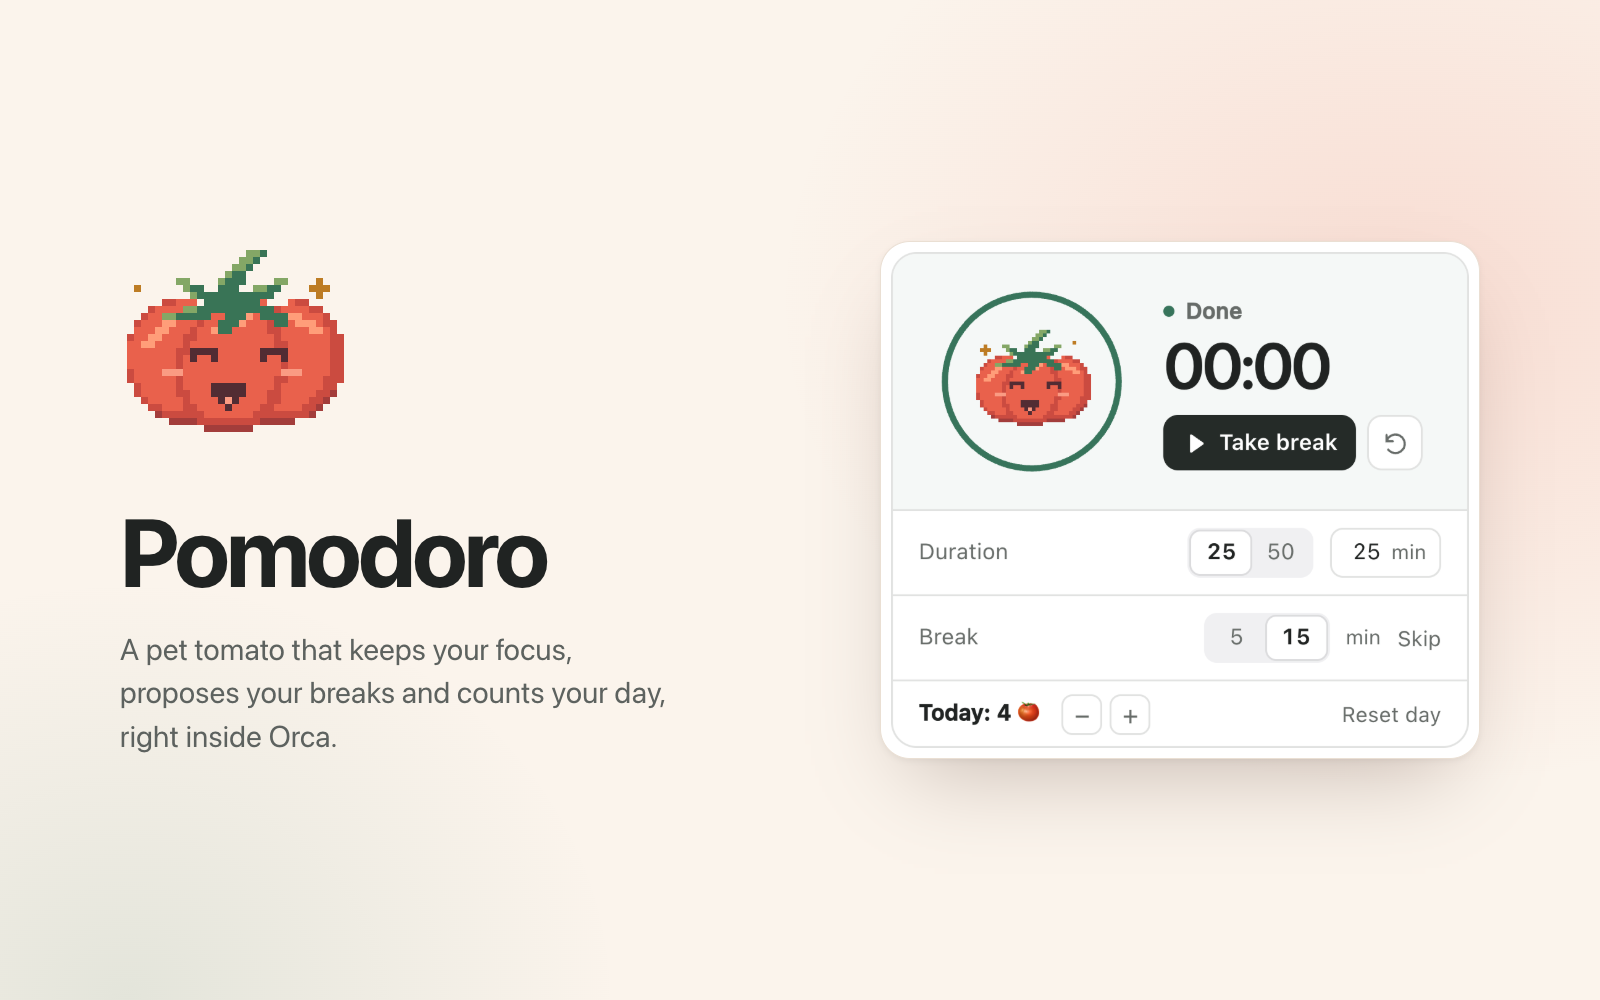 Pomodoro
A pet tomato that keeps your focus,
proposes your breaks and counts your day,
right inside Orca.
Done
00:00
Take break
Duration 25 50 25 min
Break 5 15 min Skip
Today: 4 🍅 − + Reset day